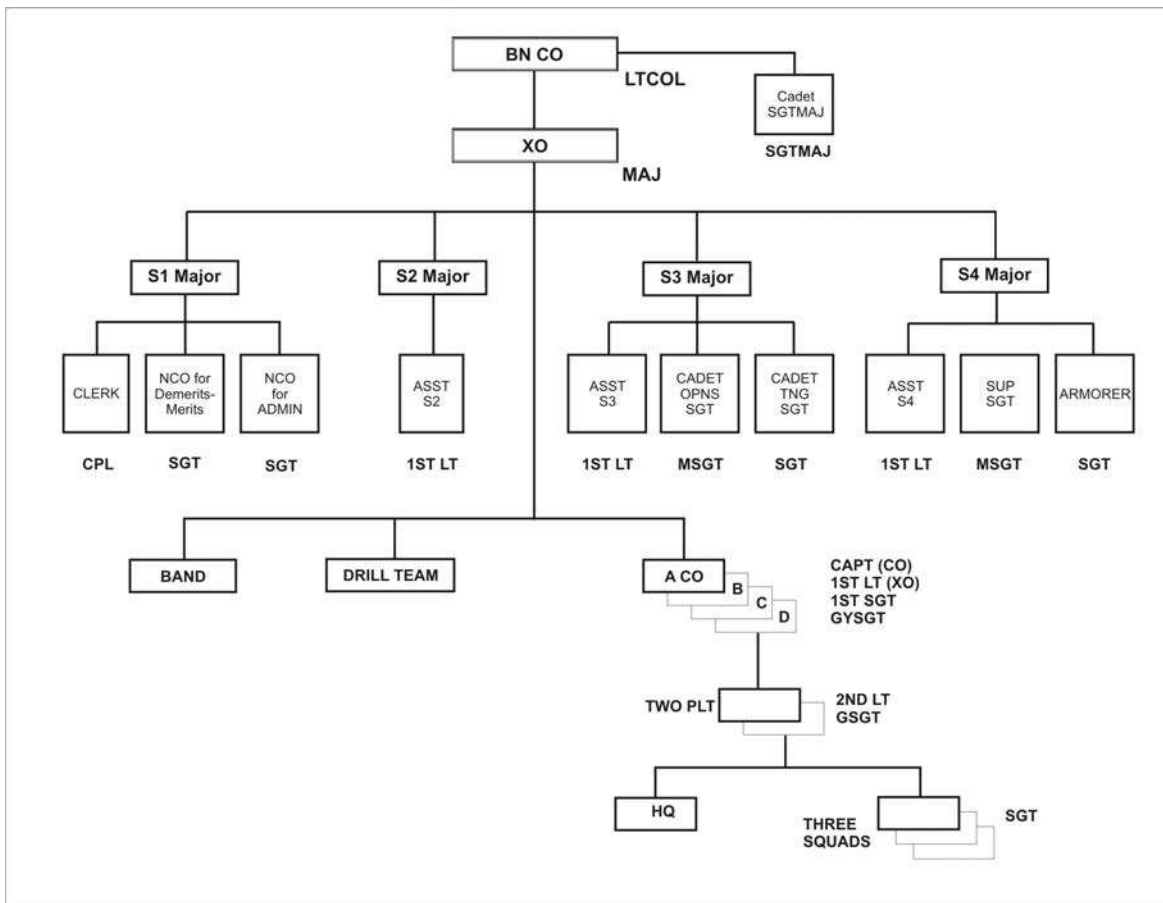 BN CO
LTCOL
Cadet
SGTMAJ
SGTMAJ
XO
MAJ
S1 Major
S2 Major
S3 Major
S4 Major
CLERK
NCO for
Demerits-
Merits
NCO
for
ADMIN
ASST
S2
ASST
S3
CADET
OPNS
SGT
CADET
TNG
SGT
ASST
S4
SUP
SGT
ARMORER
CPL
SGT
SGT
1ST LT
1ST LT
MSGT
SGT
1ST LT
MSGT
SGT
BAND
DRILL TEAM
A CO
B
C
D
CAPT (CO)
1ST LT (XO)
1ST SGT
GYSGT
TWO PLT
2ND LT
GSGT
HQ
THREE
SQUADS
SGT